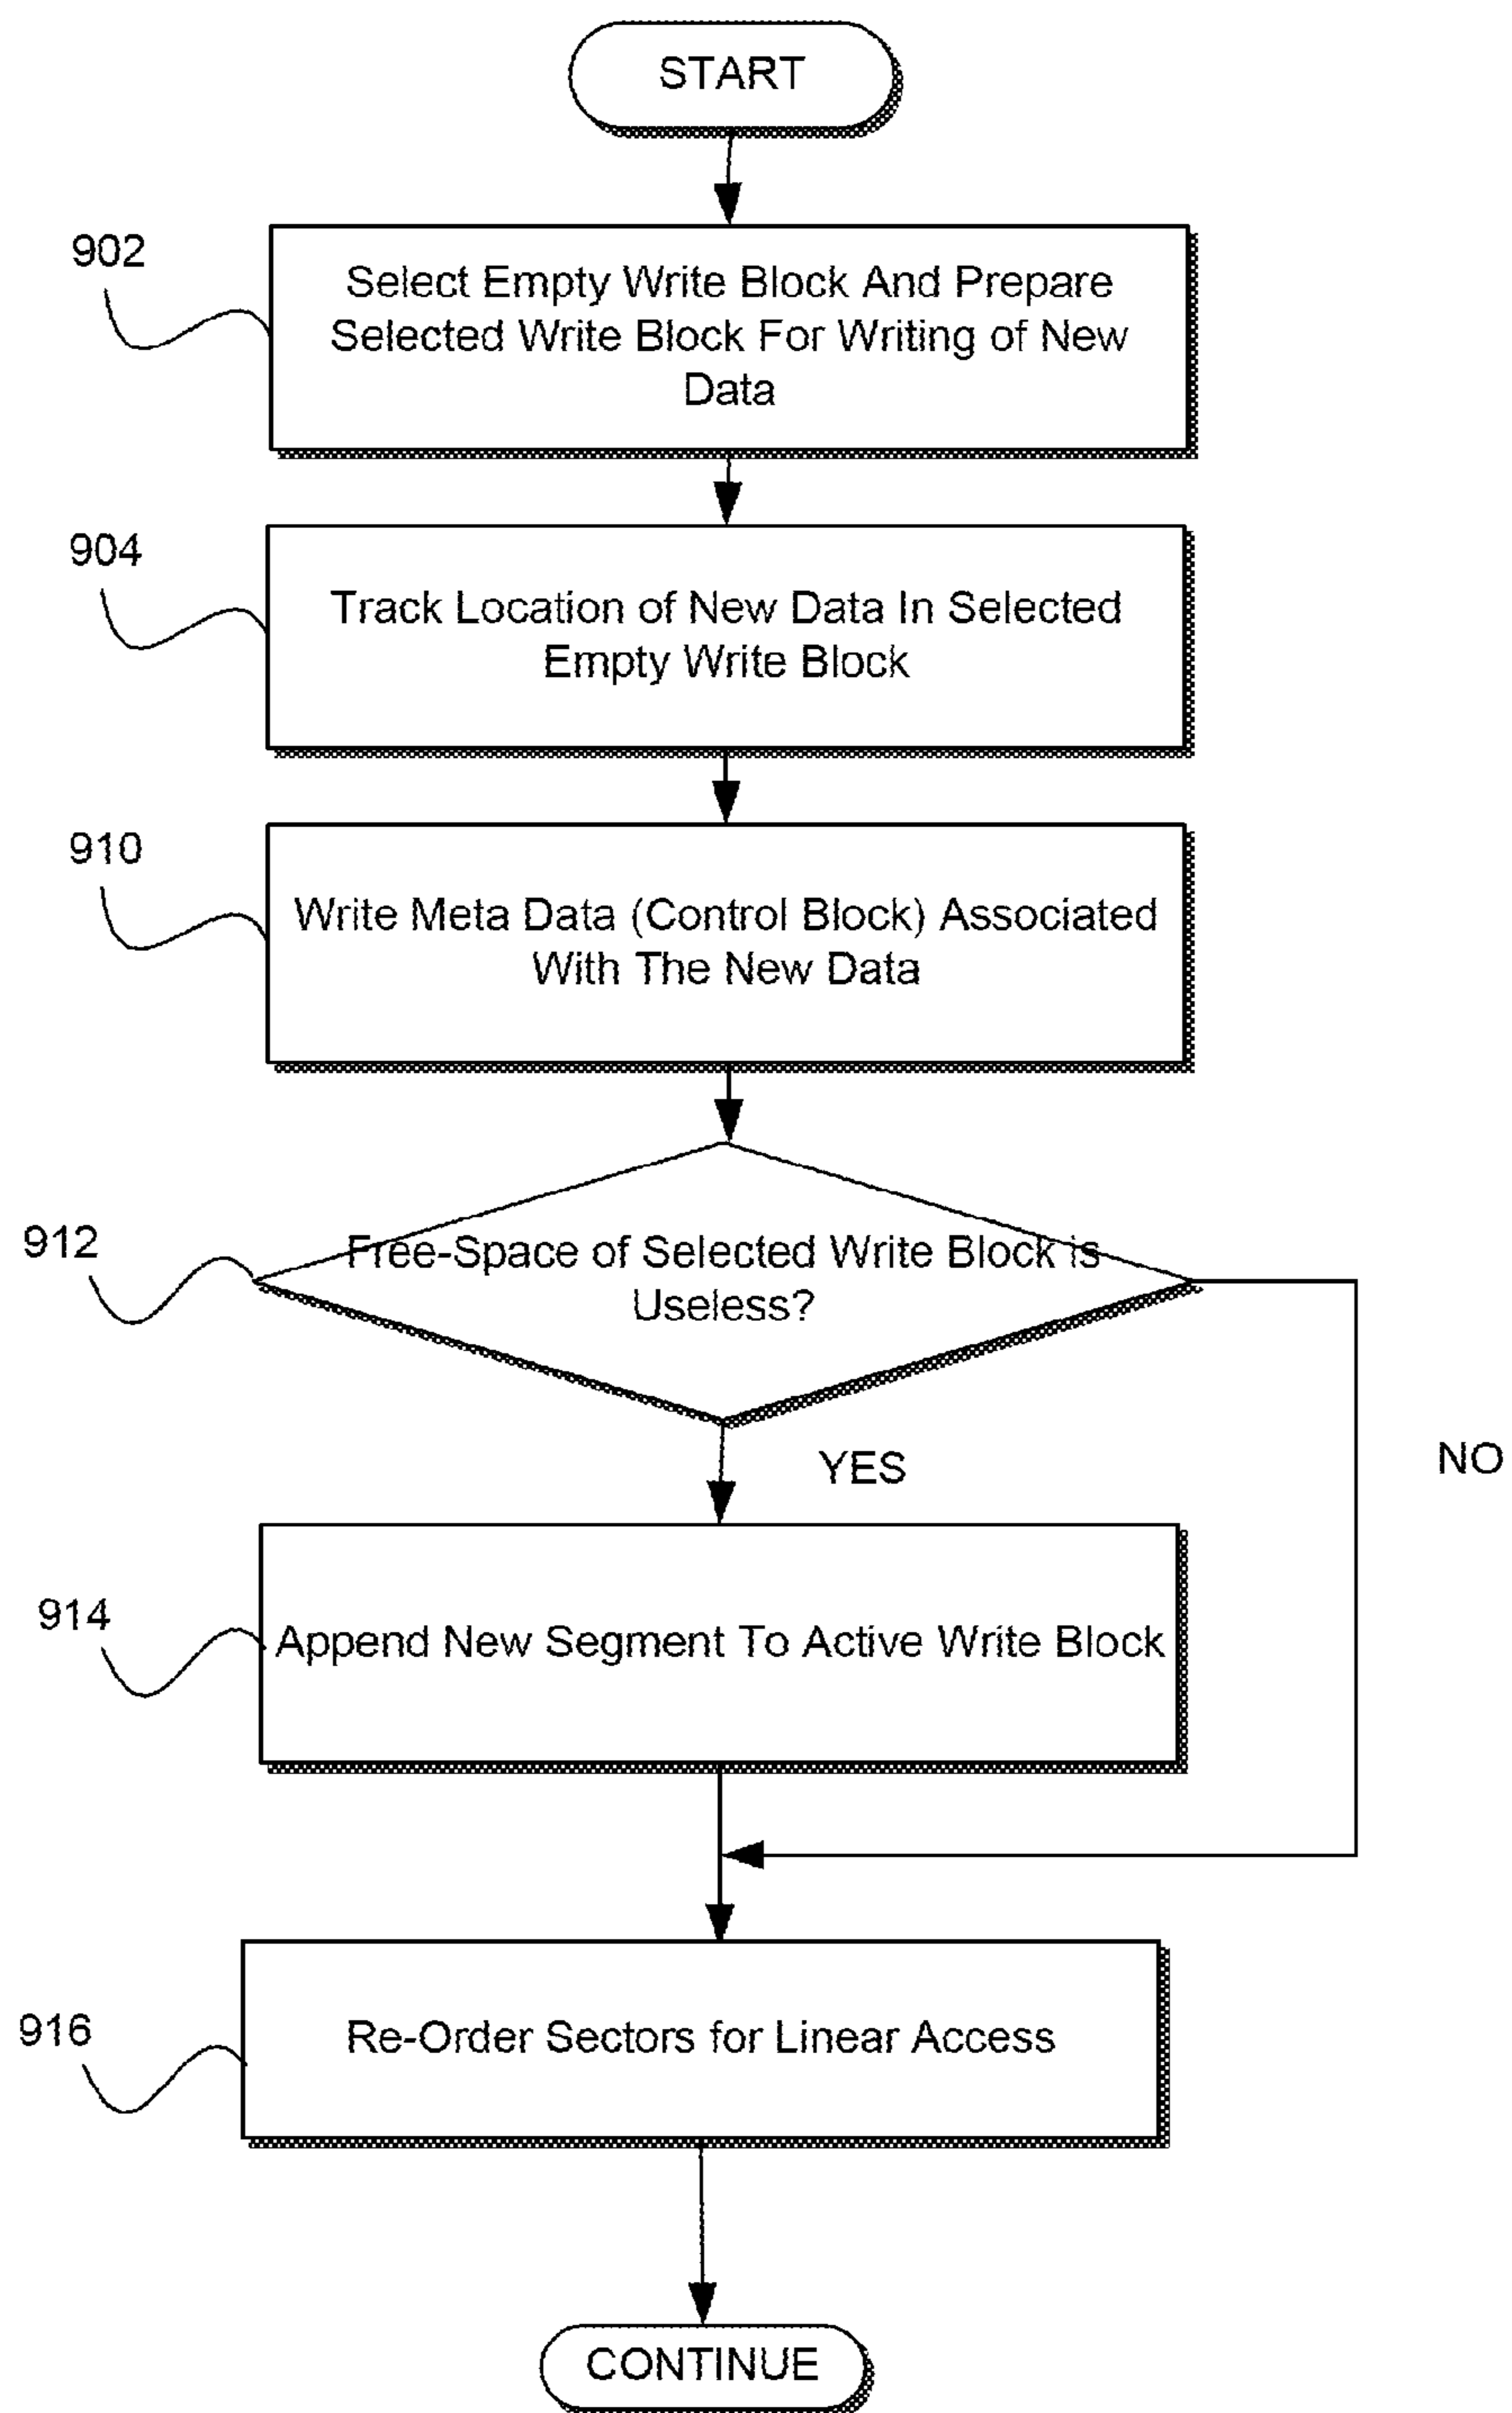 START
902
Select Empty Write Block And Prepare
Selected Write Block For Writing of New
Data
904
Track Location of New Data In Selected
Empty Write Block
910
Write Meta Data (Control Block) Associated
With The New Data
912
Free-Space of Selected Write Block is
Useless?
YES
NO
914
Append New Segment To Active Write Block
916
Re-Order Sectors for Linear Access
CONTINUE